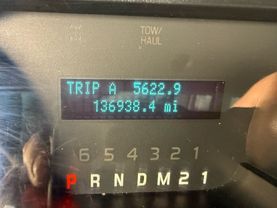 TOW/
HAUL
TRIP A 5622.9
136938.4 mi
6 5 4 3 2 1
P R N D M 2 1